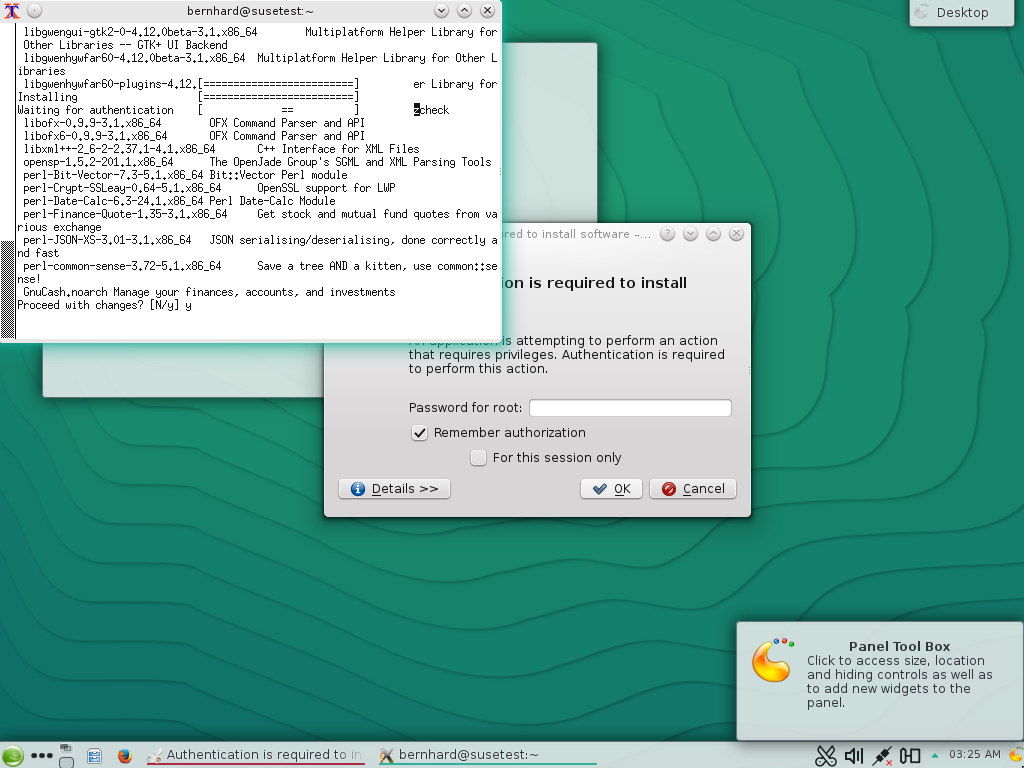 bernhard@susetest:~
libgwengui-gtk2-0-4.12.0beta-3.1.x86_64 Multiplatform Helper Library for
Other Libraries -- GTK+ UI Backend
libgwenhywfar60-4.12.0beta-3.1.x86_64 Multiplatform Helper Library for Other L
ibraries
libgwenhywfar60-plugins-4.12.[=========================] er Library for
Installing [=========================]
Waiting for authentication [ == ] zcheck
libofx-0.9.9-3.1.x86_64 OFX Command Parser and API
libofx6-0.9.9-3.1.x86_64 OFX Command Parser and API
libxml++-2_6-2-2.37.1-4.1.x86_64 C++ Interface for XML Files
opensp-1.5.2-201.1.x86_64 The OpenJade Group's SGML and XML Parsing Tools
perl-Bit-Vector-7.3-5.1.x86_64 Bit::Vector Perl module
perl-Crypt-SSLeay-0.64-5.1.x86_64 OpenSSL support for LWP
perl-Date-Calc-6.3-24.1.x86_64 Perl Date-Calc Module
perl-Finance-Quote-1.35-3.1.x86_64 Get stock and mutual fund quotes from va
rious exchange
perl-JSON-XS-3.01-3.1.x86_64 JSON serialising/deserialising, done correctly a
nd fast
perl-common-sense-3.72-5.1.x86_64 Save a tree AND a kitten, use common::se
nse!
GnuCash.noarch Manage your finances, accounts, and investments
Proceed with changes? [N/y] y
Desktop
red to install software –...
on is required to install
An application is attempting to perform an action
that requires privileges. Authentication is required
to perform this action.
Password for root:
Remember authorization
For this session only
Details >>
OK
Cancel
Panel Tool Box
Click to access size, location
and hiding controls as well as
to add new widgets to the
panel.
Authentication is required to in
bernhard@susetest:~
03:25 AM